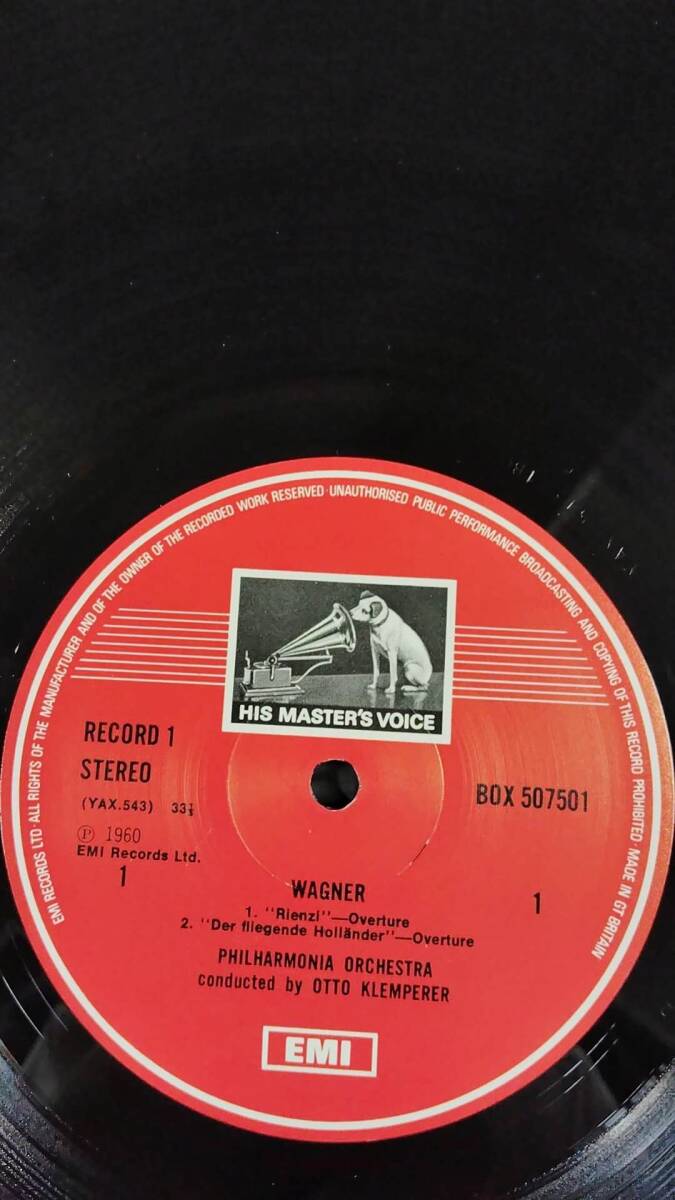 EMI RECORDS LTD·ALL RIGHTS OF THE MANUFACTURER AND OF THE OWNER OF THE RECORDED WORK RESERVED·UNAUTHORISED PUBLIC PERFORMANCE BROADCASTING AND COPYING OF THIS RECORD PROHIBITED·MADE IN GT BRITAIN
HIS MASTER'S VOICE
RECORD 1
STEREO
(YAX.543) 33⅓
Ⓟ 1960
EMI Records Ltd.
1
BOX 507501
1
WAGNER
1. "Rienzi"—Overture
2. "Der fliegende Holländer"—Overture
PHILHARMONIA ORCHESTRA
conducted by OTTO KLEMPERER
EMI